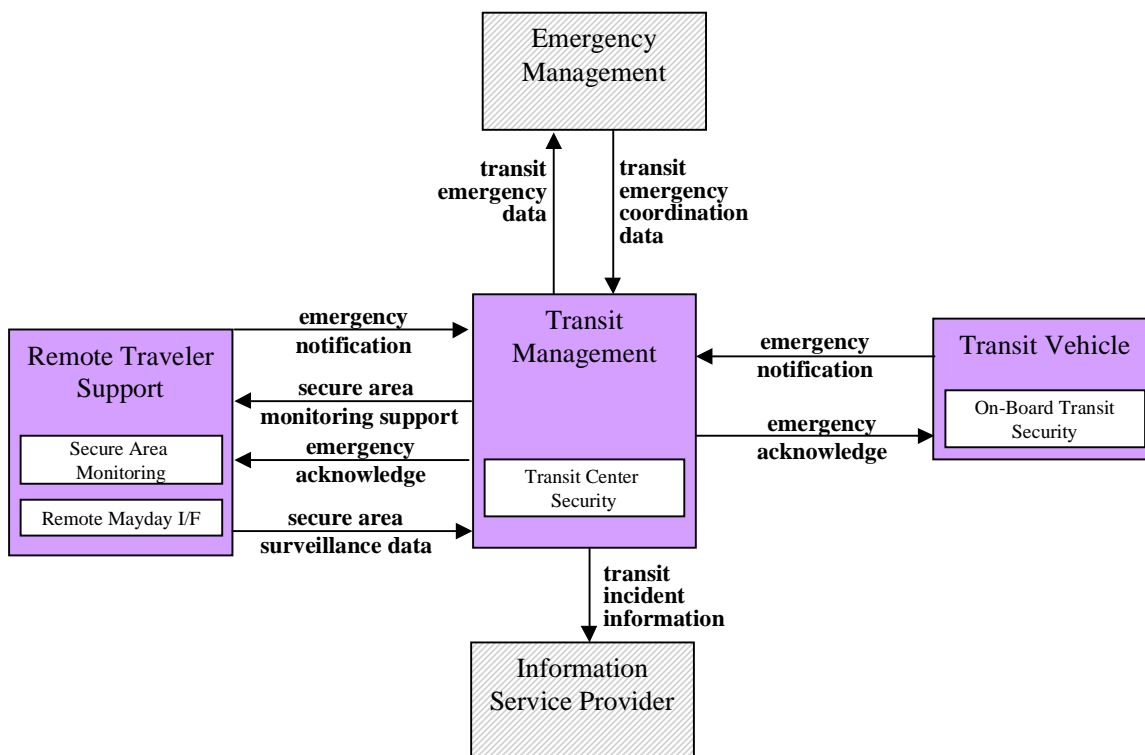 Emergency
Management
transit
emergency
data
transit
emergency
coordination
data
emergency
notification
secure area
monitoring support
emergency
acknowledge
secure area
surveillance data
Remote Traveler
Support
Secure Area
Monitoring
Remote Mayday I/F
Transit
Management
Transit Center
Security
emergency
notification
emergency
acknowledge
Transit Vehicle
On-Board Transit
Security
transit
incident
information
Information
Service Provider